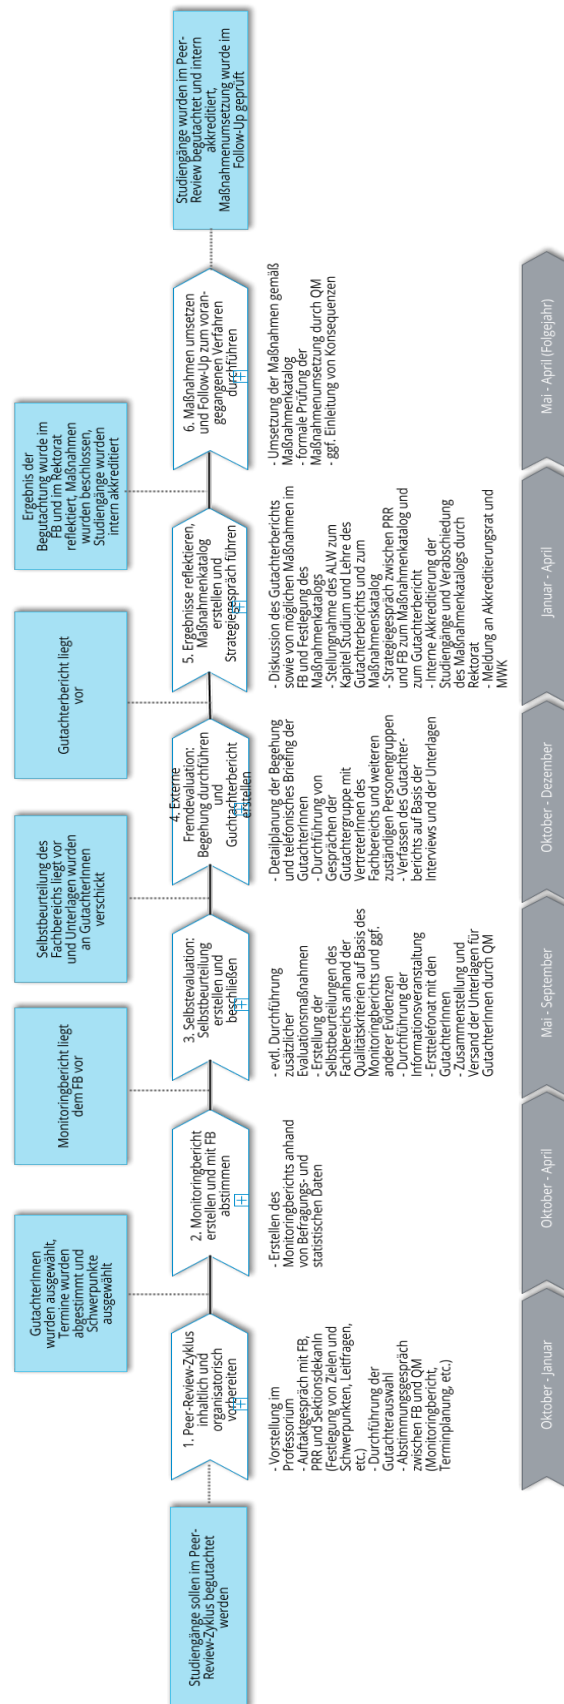 Studiengänge sollen im Peer-
Review-Zyklus begutachtet
werden
1. Peer-Review-Zyklus
inhaltlich und
organisatorisch
vorbereiten
- Vorstellung im
Professorium
- Auftaktgespräch mit FB,
PRR und SektionsdekanIn
(Festlegung von Zielen und
Schwerpunkten, Leitfragen,
etc.)
- Durchführung der
Gutachterauswahl
- Abstimmungsgespräch
zwischen FB und QM
(Monitoringbericht,
Terminplanung, etc.)
Oktober - Januar
GutachterInnen
wurden ausgewählt,
Termine wurden
abgestimmt und
Schwerpunkte
ausgewählt
2. Monitoringbericht
erstellen und mit FB
abstimmen
- Erstellen des
Monitoringberichts anhand
von Befragungs- und
statistischen Daten
Oktober - April
Monitoringbericht liegt
dem FB vor
3. Selbstevaluation:
Selbstbeurteilung
erstellen und
beschließen
- evtl. Durchführung
zusätzlicher
Evaluationsmaßnahmen
- Erstellung der
Selbstbeurteilungen des
Fachbereichs anhand der
Qualitätskriterien auf Basis des
Monitoringberichts und ggf.
anderer Evidenzen
- Durchführung der
Informationsveranstaltung
- Ersttelefonat mit den
GutachterInnen
- Zusammenstellung und
Versand der Unterlagen für
GutachterInnen durch QM
Mai - September
Selbstbeurteilung des
Fachbereichs liegt vor
und Unterlagen wurden
an GutachterInnen
verschickt
4. Externe
Fremdevaluation:
Begehung durchführen
und
Guchtachterbericht
erstellen
- Detailplanung der Begehung
und telefonisches Briefing der
GutachterInnen
- Durchführung von
Gesprächen der
Gutachtergruppe mit
VertreterInnen des
Fachbereichs und weiteren
zuständigen Personengruppen
- Verfassen des Gutachter-
berichts auf Basis der
Interviews und der Unterlagen
Oktober - Dezember
Gutachterbericht liegt
vor
5. Ergebnisse reflektieren,
Maßnahmenkatalog
erstellen und
Strategiegespräch führen
- Diskussion des Gutachterberichts
sowie von möglichen Maßnahmen im
FB und Festlegung des
Maßnahmenkatalogs
- Stellungnahme des ALW zum
Kapitel Studium und Lehre des
Gutachterberichts und zum
Maßnahmenskatalog
- Strategiegespräch zwischen PRR
und FB zum Maßnahmenkatalog und
zum Gutachterbericht
- Interne Akkreditierung der
Studiengänge und Verabschiedung
des Maßnahmenkatalogs durch
Rektorat
- Meldung an Akkreditierungsrat und
MWK
Januar - April
Ergebnis der
Begutachtung wurde im
FB und im Rektorat
reflektiert, Maßnahmen
wurden beschlossen,
Studiengänge wurden
intern akkreditiert
6. Maßnahmen umsetzen
und Follow-Up zum voran-
gegangenen Verfahren
durchführen
- Umsetzung der Maßnahmen gemäß
Maßnahmenkatalog
- formale Prüfung der
Maßnahmenumsetzung durch QM
- ggf. Einleitung von Konsequenzen
Mai - April (Folgejahr)
Studiengänge wurden im Peer-
Review begutachtet und intern
akkreditiert,
Maßnahmenumsetzung wurde im
Follow-Up geprüft